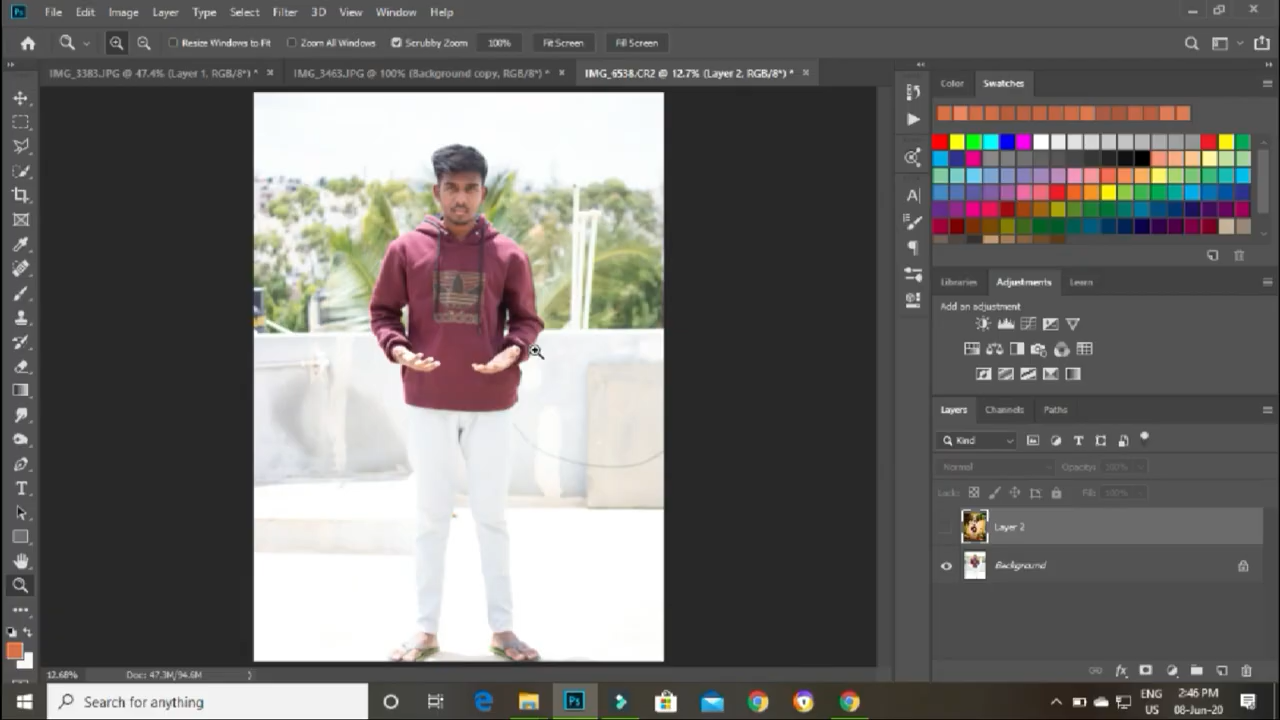 File Edit Image Layer Type Select Filter 3D View Window Help
Resize Windows to Fit Zoom All Windows Scrubby Zoom 100% Fit Screen Fill Screen
IMG_3383.JPG @ 47.4% (Layer 1, RGB/8*) * × IMG_3463.JPG @ 100% (Background copy, RGB/8*) * × IMG_6538.CR2 @ 12.7% (Layer 2, RGB/8*) * ×
Color Swatches
adidas
Libraries Adjustments Learn
Add an adjustment
Layers Channels Paths
Kind
Normal Opacity: 100%
Lock: Fill: 100%
Layer 2
Background
12.68% Doc: 47.3M/94.6M
Search for anything
ENG
US
2:46 PM
08-Jun-20